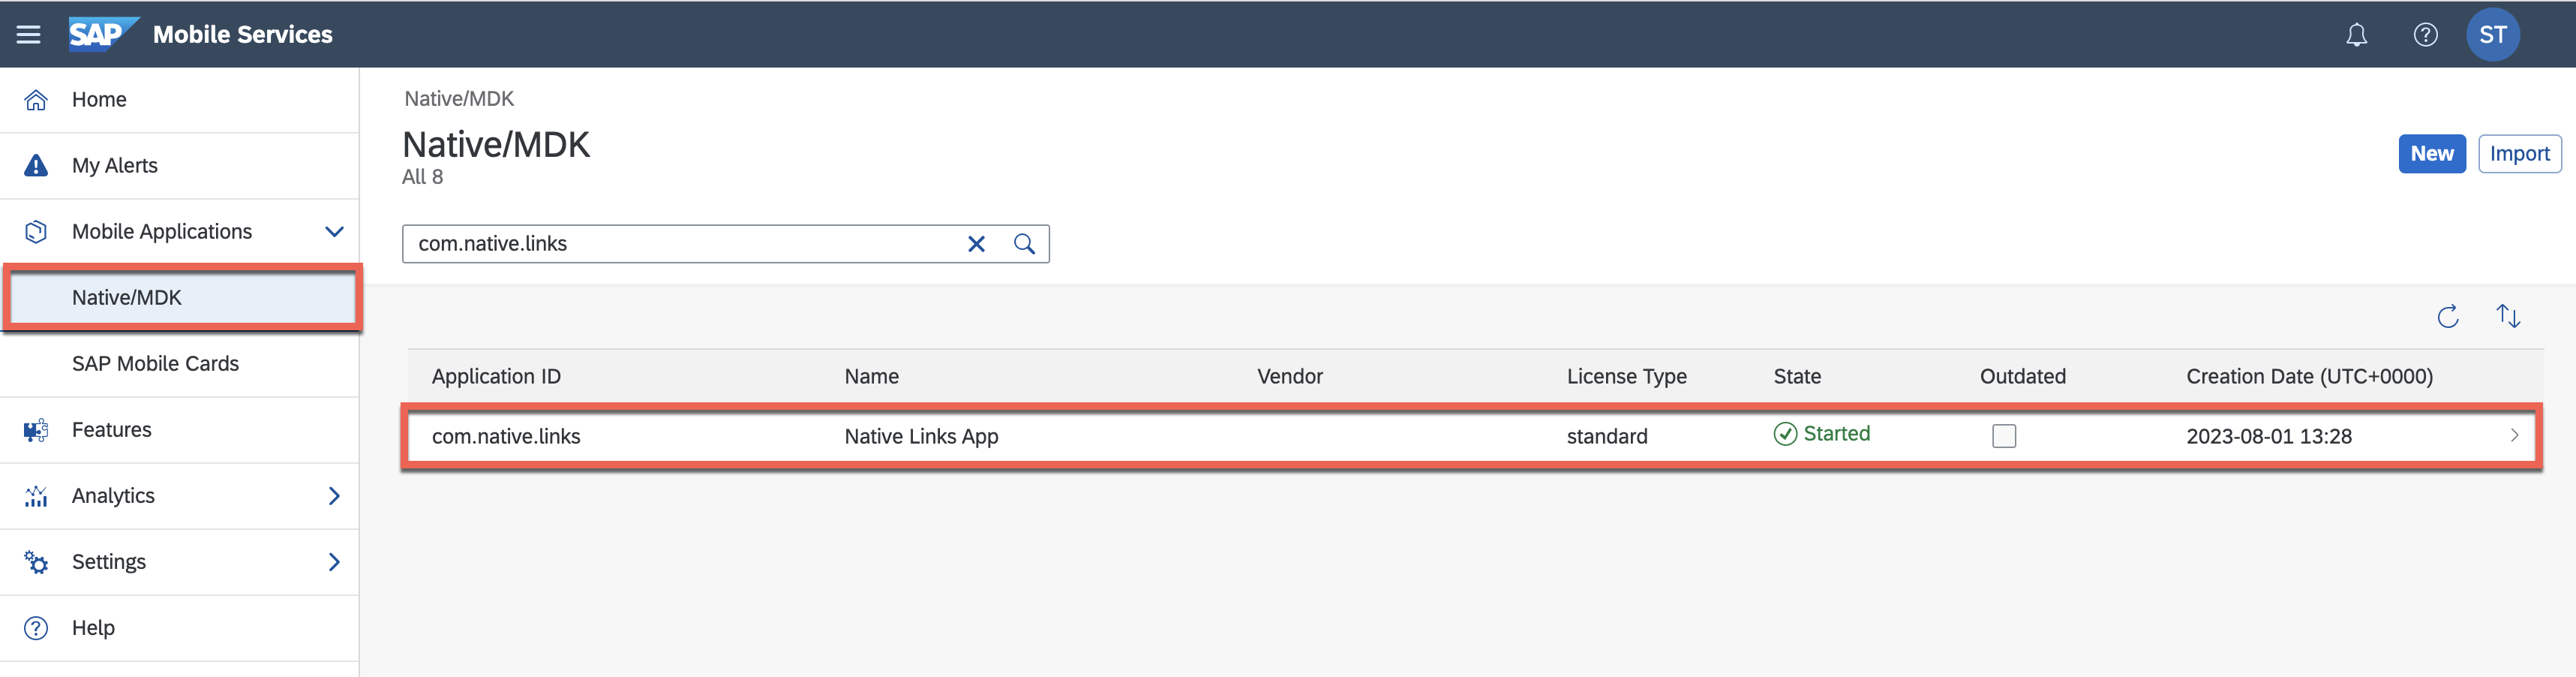 SAP Mobile Services
ST
Home
My Alerts
Mobile Applications
Native/MDK
SAP Mobile Cards
Features
Analytics
Settings
Help
Native/MDK
Native/MDK
All 8
New Import
com.native.links
Application ID Name Vendor License Type State Outdated Creation Date (UTC+0000)
com.native.links Native Links App standard Started 2023-08-01 13:28